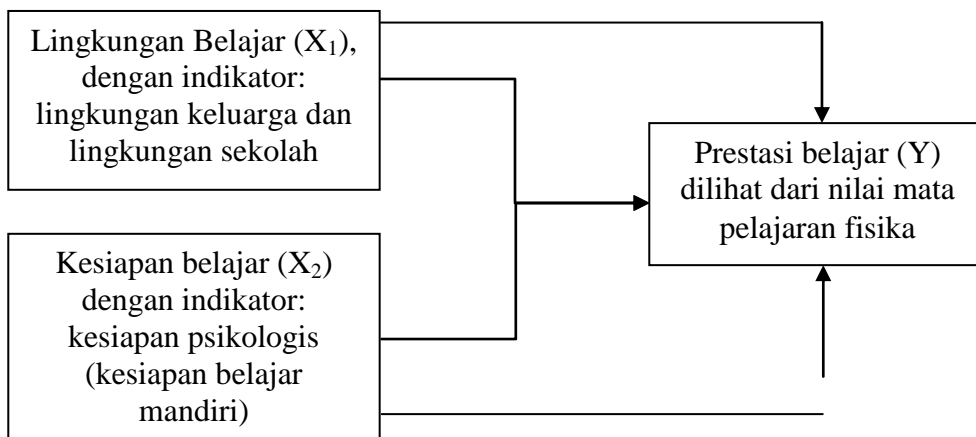 Lingkungan Belajar (X₁),
dengan indikator:
lingkungan keluarga dan
lingkungan sekolah
Prestasi belajar (Y)
dilihat dari nilai mata
pelajaran fisika
Kesiapan belajar (X₂)
dengan indikator:
kesiapan psikologis
(kesiapan belajar
mandiri)